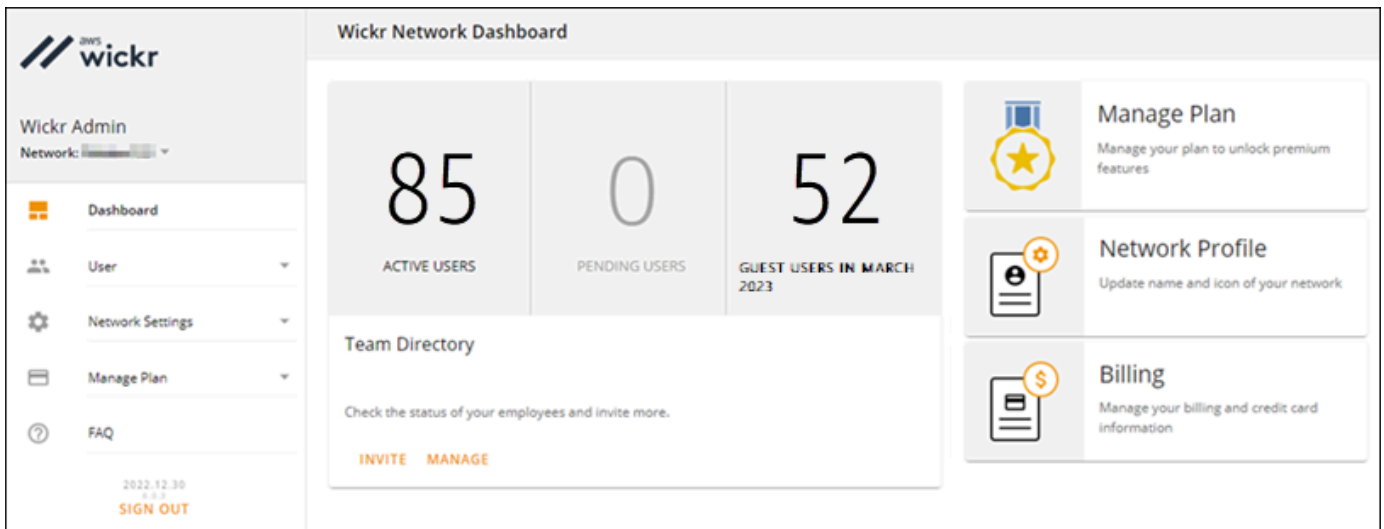 aws
wickr
Wickr Admin
Network:
Dashboard
User
Network Settings
Manage Plan
FAQ
2022.12.30
SIGN OUT
Wickr Network Dashboard
85
ACTIVE USERS
0
PENDING USERS
52
GUEST USERS IN MARCH
2023
Team Directory
Check the status of your employees and invite more.
INVITE MANAGE
Manage Plan
Manage your plan to unlock premium
features
Network Profile
Update name and icon of your network
Billing
Manage your billing and credit card
information